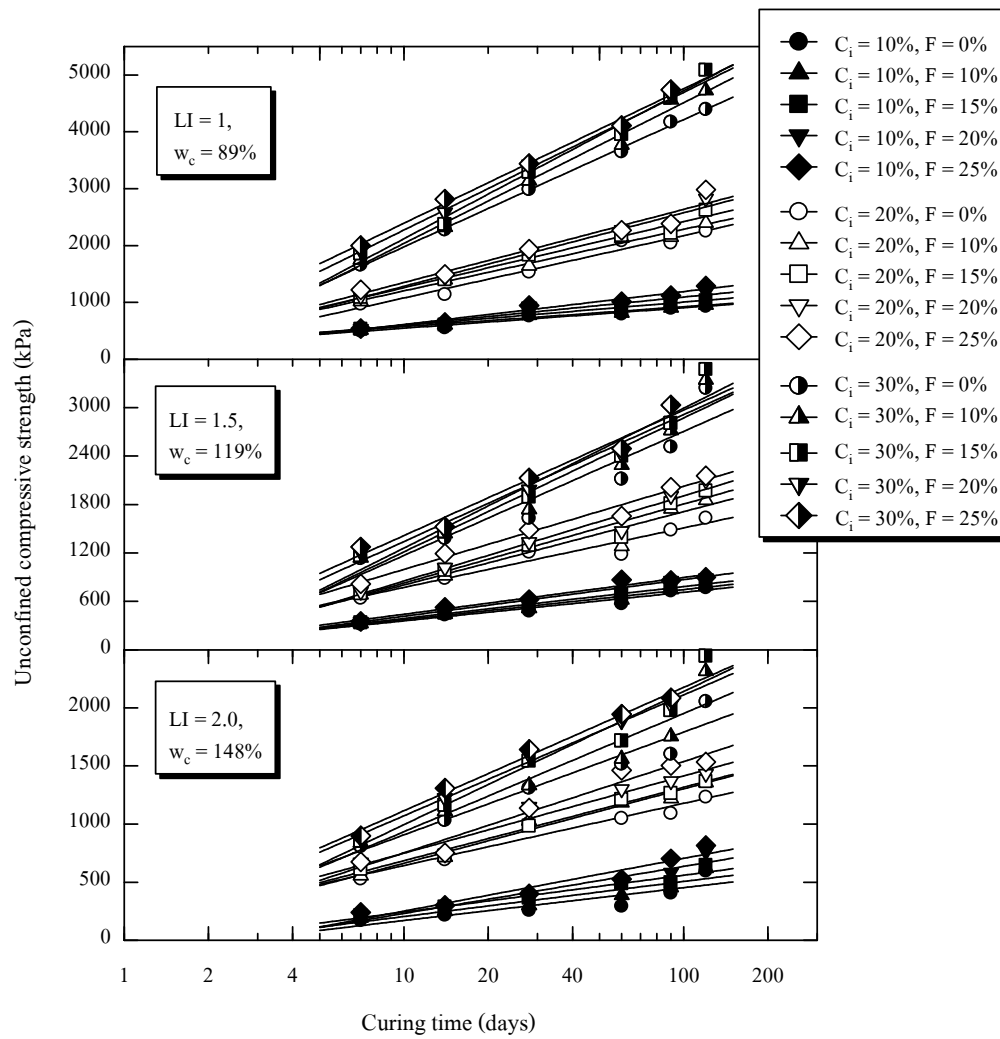 Unconfined compressive strength (kPa)
5000
4000
3000
2000
1000
0
LI = 1,
w_c = 89%
3000
2400
1800
1200
600
0
LI = 1.5,
w_c = 119%
2000
1500
1000
500
0
LI = 2.0,
w_c = 148%
1 2 4 10 20 40 100 200
Curing time (days)
C_i = 10%, F = 0%
C_i = 10%, F = 10%
C_i = 10%, F = 15%
C_i = 10%, F = 20%
C_i = 10%, F = 25%
C_i = 20%, F = 0%
C_i = 20%, F = 10%
C_i = 20%, F = 15%
C_i = 20%, F = 20%
C_i = 20%, F = 25%
C_i = 30%, F = 0%
C_i = 30%, F = 10%
C_i = 30%, F = 15%
C_i = 30%, F = 20%
C_i = 30%, F = 25%